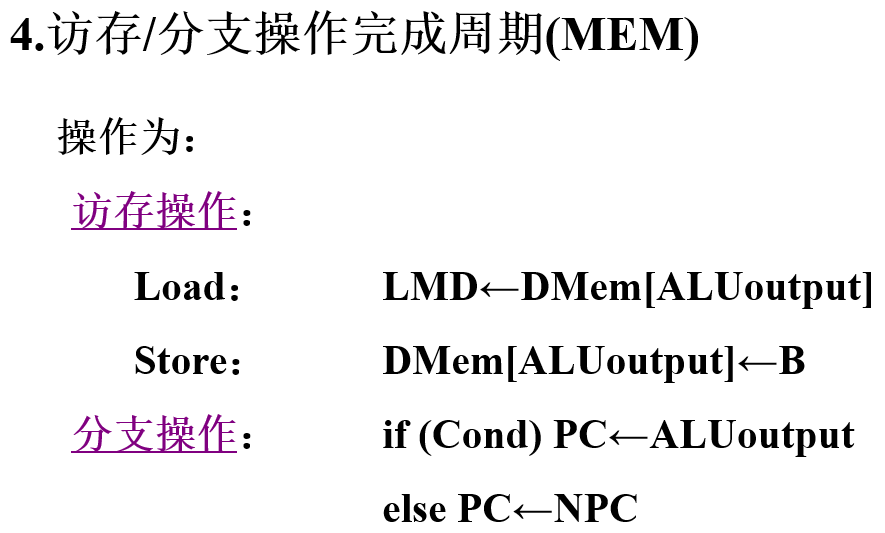 4.访存/分支操作完成周期(MEM)
操作为：
访存操作：
Load： LMD←DMem[ALUoutput]
Store： DMem[ALUoutput]←B
分支操作： if (Cond) PC←ALUoutput
else PC←NPC